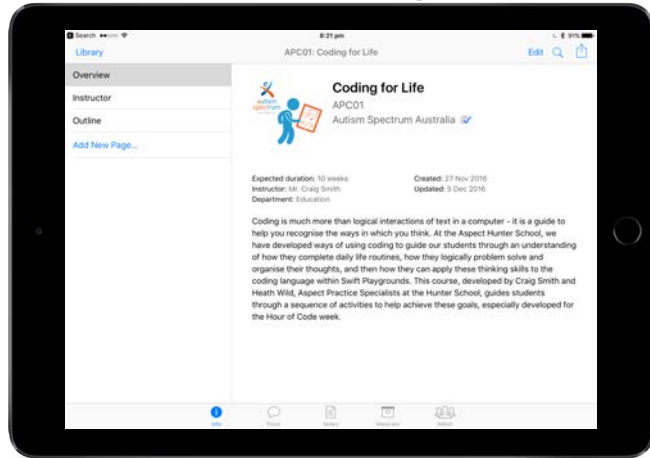 Search
8:21 pm
91%
Library
APC01: Coding for Life
Edit
Overview
Instructor
Outline
Add New Page...
autism
spectrum
Coding for Life
APC01
Autism Spectrum Australia
Expected duration: 10 weeks
Created: 27 Nov 2016
Instructor: Mr. Craig Smith
Updated: 5 Dec 2016
Department: Education
Coding is much more than logical interactions of text in a computer - it is a guide to
help you recognise the ways in which you think. At the Aspect Hunter School, we
have developed ways of using coding to guide our students through an understanding
of how they complete daily life routines, how they logically problem solve and
organise their thoughts, and then how they can apply these thinking skills to the
coding language within Swift Playgrounds. This course, developed by Craig Smith and
Heath Wild, Aspect Practice Specialists at the Hunter School, guides students
through a sequence of activities to help achieve these goals, especially developed for
the Hour of Code week.
Info
Posts
Notes
Materials
Admin